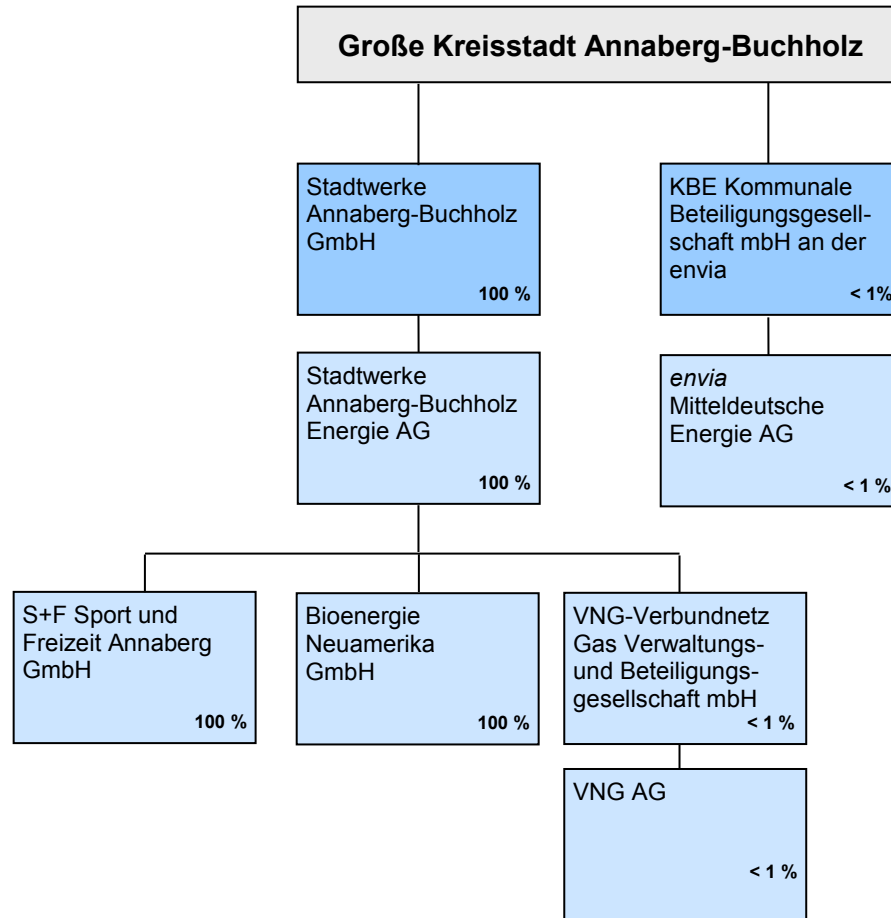 Große Kreisstadt Annaberg-Buchholz
Stadtwerke
Annaberg-Buchholz
GmbH
100 %
KBE Kommunale
Beteiligungsgesell-
schaft mbH an der
envia
< 1%
Stadtwerke
Annaberg-Buchholz
Energie AG
100 %
envia
Mitteldeutsche
Energie AG
< 1 %
S+F Sport und
Freizeit Annaberg
GmbH
100 %
Bioenergie
Neuamerika
GmbH
100 %
VNG-Verbundnetz
Gas Verwaltungs-
und Beteiligungs-
gesellschaft mbH
< 1 %
VNG AG
< 1 %